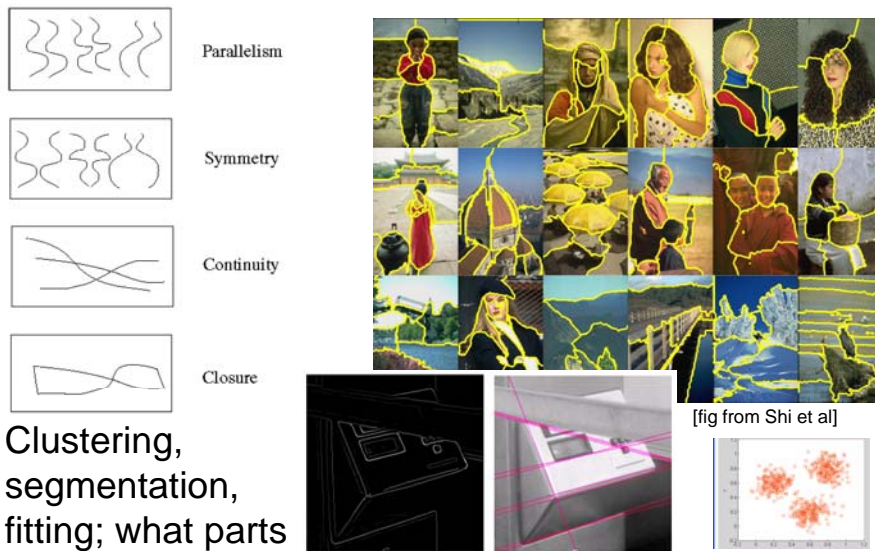 Parallelism
Symmetry
Continuity
Closure
[fig from Shi et al]
Clustering,
segmentation,
fitting; what parts